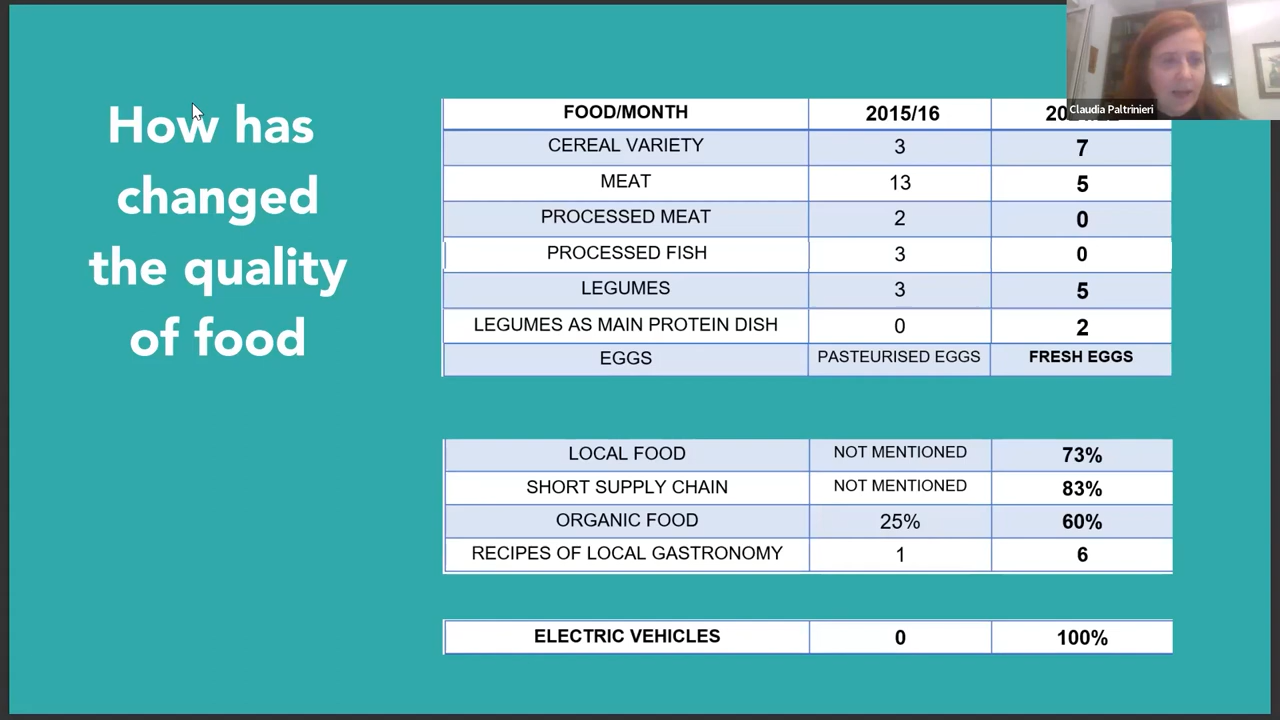 How has
changed
the quality
of food
Claudia Paltrinieri
FOOD/MONTH 2015/16
CEREAL VARIETY 3 7
MEAT 13 5
PROCESSED MEAT 2 0
PROCESSED FISH 3 0
LEGUMES 3 5
LEGUMES AS MAIN PROTEIN DISH 0 2
EGGS PASTEURISED EGGS FRESH EGGS
LOCAL FOOD NOT MENTIONED 73%
SHORT SUPPLY CHAIN NOT MENTIONED 83%
ORGANIC FOOD 25% 60%
RECIPES OF LOCAL GASTRONOMY 1 6
ELECTRIC VEHICLES 0 100%